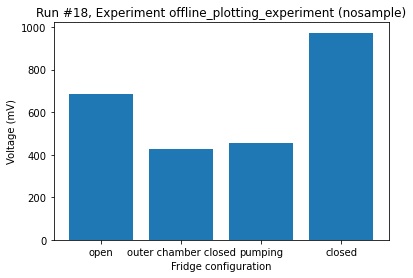 Run #18, Experiment offline_plotting_experiment (nosample)
1000
800
600
400
200
0
Voltage (mV)
open
outer chamber closed
pumping
closed
Fridge configuration